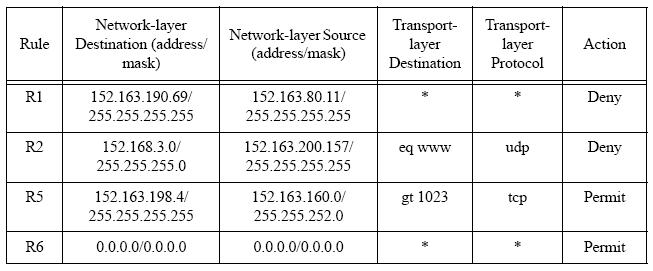 Rule
Network-layer
Destination (address/
mask)
Network-layer Source
(address/mask)
Transport-
layer
Destination
Transport-
layer
Protocol
Action
R1
152.163.190.69/
255.255.255.255
152.163.80.11/
255.255.255.255
*
*
Deny
R2
152.168.3.0/
255.255.255.0
152.163.200.157/
255.255.255.255
eq www
udp
Deny
R5
152.163.198.4/
255.255.255.255
152.163.160.0/
255.255.252.0
gt 1023
tcp
Permit
R6
0.0.0.0/0.0.0.0
0.0.0.0/0.0.0.0
*
*
Permit